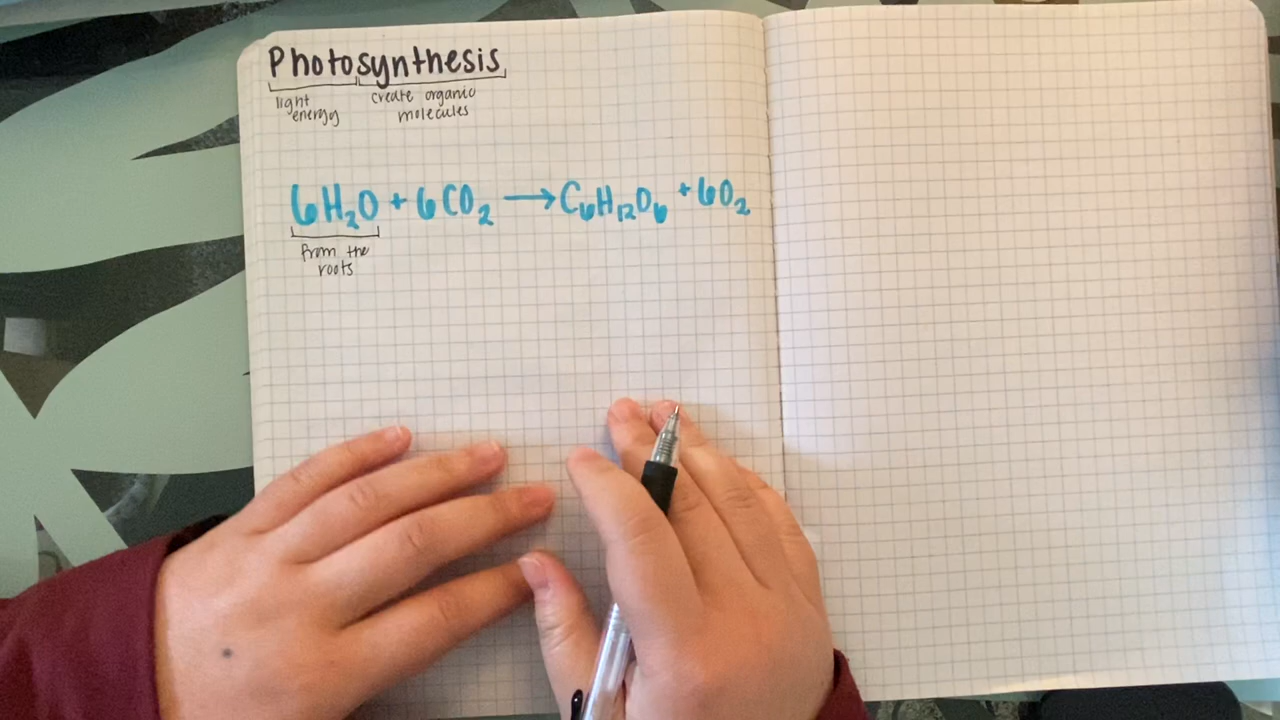 Photosynthesis
light energy
create organic molecules
6H₂O + 6CO₂ → C₆H₁₂O₆ + 6O₂
from the
roots